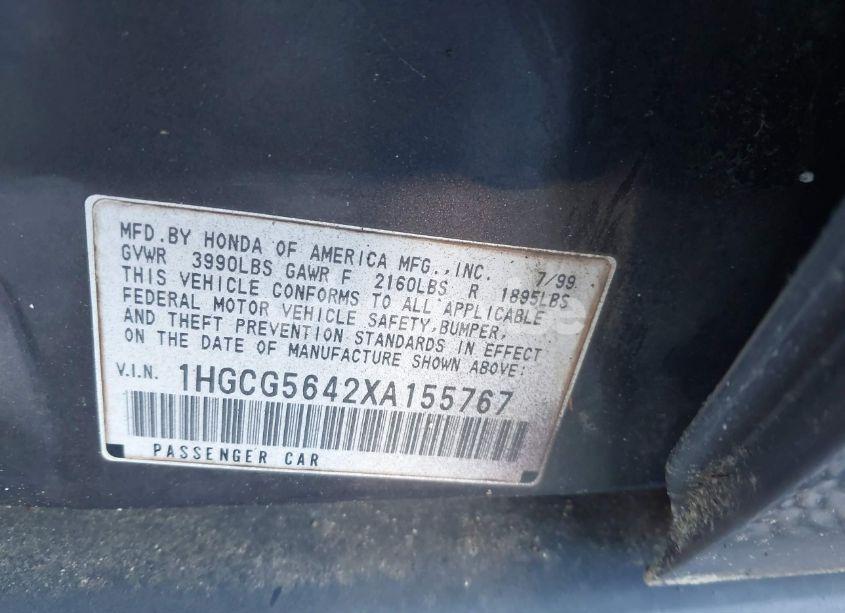 MFD.BY HONDA OF AMERICA MFG.,INC. 7/99
GVWR 3990LBS GAWR F 2160LBS R 1895LBS
THIS VEHICLE CONFORMS TO ALL APPLICABLE
FEDERAL MOTOR VEHICLE SAFETY,BUMPER,
AND THEFT PREVENTION STANDARDS IN EFFECT
ON THE DATE OF MANUFACTURE SHOWN ABOVE:
V.I.N. 1HGCG5642XA155767
PASSENGER CAR